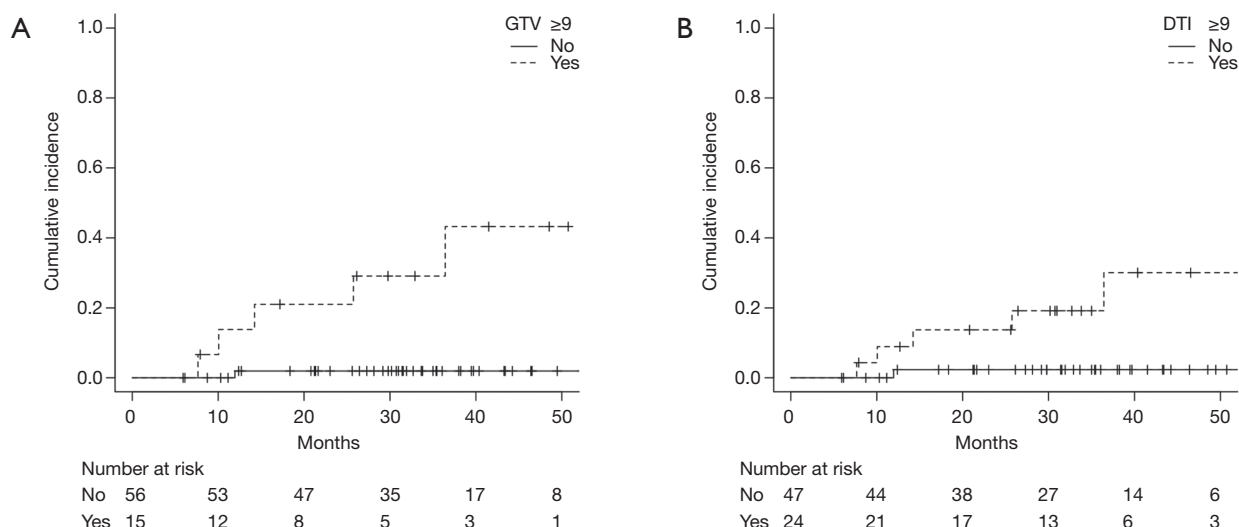 A
GTV ≥9
No
Yes
1.0
0.8
0.6
0.4
0.2
0.0
Cumulative incidence
0 10 20 30 40 50
Months
Number at risk
No 56 53 47 35 17 8
Yes 15 12 8 5 3 1
B
DTI ≥9
No
Yes
1.0
0.8
0.6
0.4
0.2
0.0
Cumulative incidence
0 10 20 30 40 50
Months
Number at risk
No 47 44 38 27 14 6
Yes 24 21 17 13 6 3